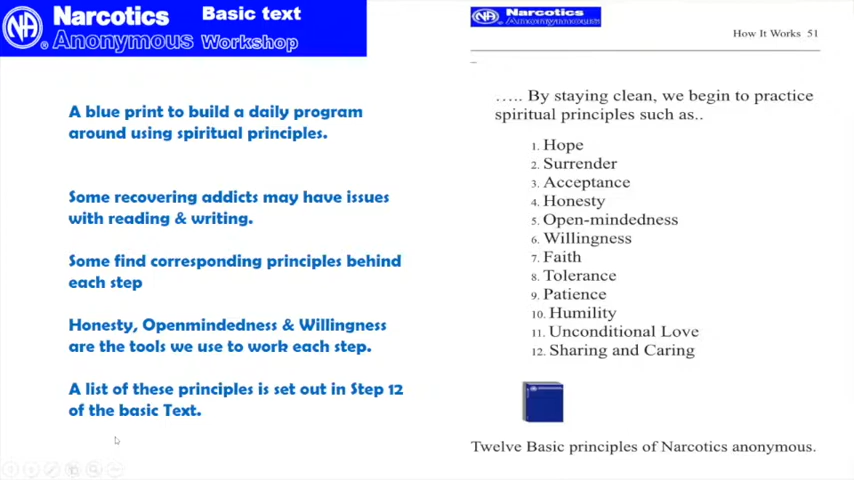 NA
Narcotics
Anonymous
Basic text
Workshop
A blue print to build a daily program
around using spiritual principles.
Some recovering addicts may have issues
with reading & writing.
Some find corresponding principles behind
each step
Honesty, Openmindedness & Willingness
are the tools we use to work each step.
A list of these principles is set out in Step 12
of the basic Text.
NA
Narcotics
Anonymous
How It Works 51
….. By staying clean, we begin to practice
spiritual principles such as..
1. Hope
2. Surrender
3. Acceptance
4. Honesty
5. Open-mindedness
6. Willingness
7. Faith
8. Tolerance
9. Patience
10. Humility
11. Unconditional Love
12. Sharing and Caring
Twelve Basic principles of Narcotics anonymous.